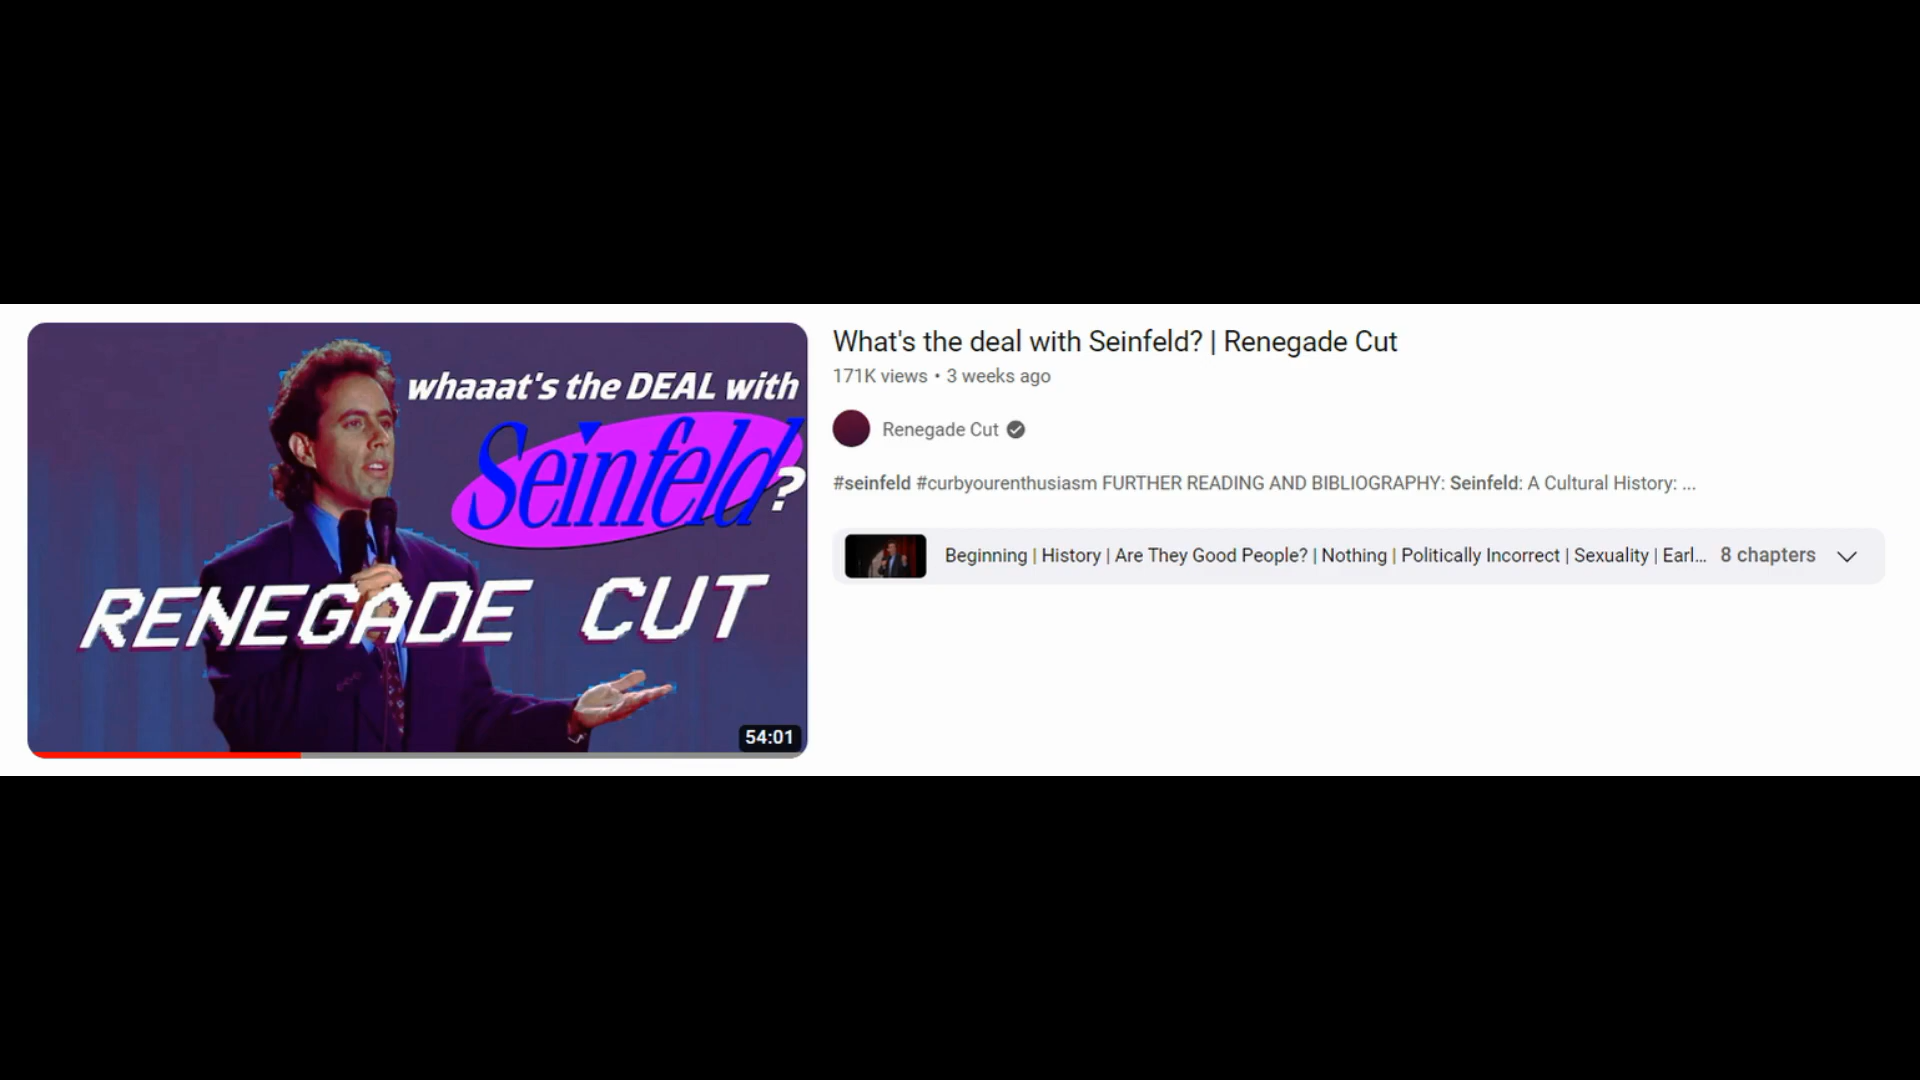 whaaat's the DEAL with
Seinfeld?
RENEGADE CUT
54:01
What's the deal with Seinfeld? | Renegade Cut
171K views • 3 weeks ago
Renegade Cut
#seinfeld #curbyourenthusiasm FURTHER READING AND BIBLIOGRAPHY: Seinfeld: A Cultural History: ...
Beginning | History | Are They Good People? | Nothing | Politically Incorrect | Sexuality | Earl... 8 chapters